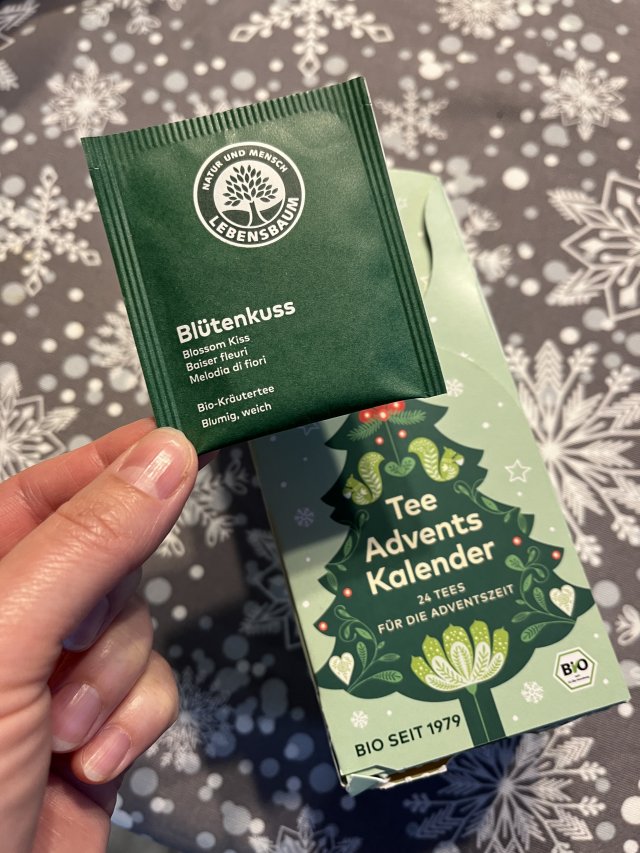 NATUR UND MENSCH
LEBENSBAUM
Blütenkuss
Blossom Kiss
Baiser fleuri
Melodia di fiori
Bio-Kräutertee
Blumig, weich
Tee
Advents
Kalender
24 TEES
FÜR DIE ADVENTSZEIT
Bio
BIO SEIT 1979